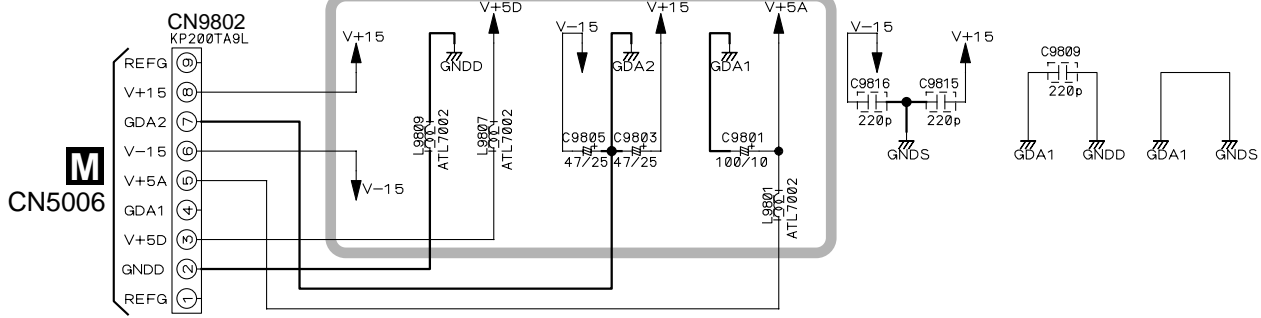 CN9802
KP200TA9L
M
CN5006
REFG 9
V+15 8
GDA2 7
V-15 6
V+5A 5
GDA1 4
V+5D 3
GNDD 2
REFG 1
V+15
V-15
GNDD
L9809
ATL7002
V+5D
L9807
ATL7002
V-15
GDA2
V+15
C9805
47/25
C9803
47/25
GDA1
V+5A
C9801
100/10
L9801
ATL7002
V-15
V+15
C9816
220p
C9815
220p
GNDS
C9809
220p
GDA1
GNDD
GDA1
GNDS